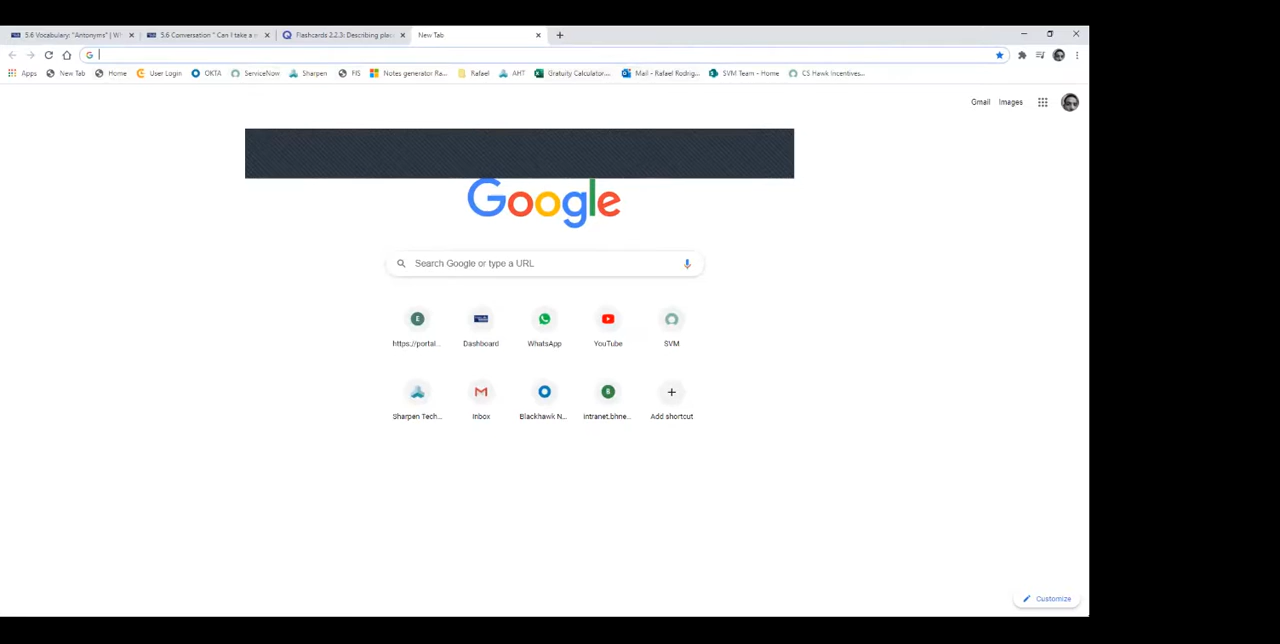 5.6 Vocabulary: "Antonyms" | W
5.6 Conversation " Can I take a
Flashcards 2.2.3: Describing plac
New Tab
Apps New Tab Home User Login OKTA ServiceNow Sharpen FIS Notes generator Ra... Rafael AHT Gratuity Calculator... Mail - Rafael Rodrig... SVM Team - Home CS Hawk Incentives...
Gmail Images
Google
Search Google or type a URL
E
https://portal... Dashboard WhatsApp YouTube SVM
B
Sharpen Tech... Inbox Blackhawk N... intranet.bhne... Add shortcut
Customize